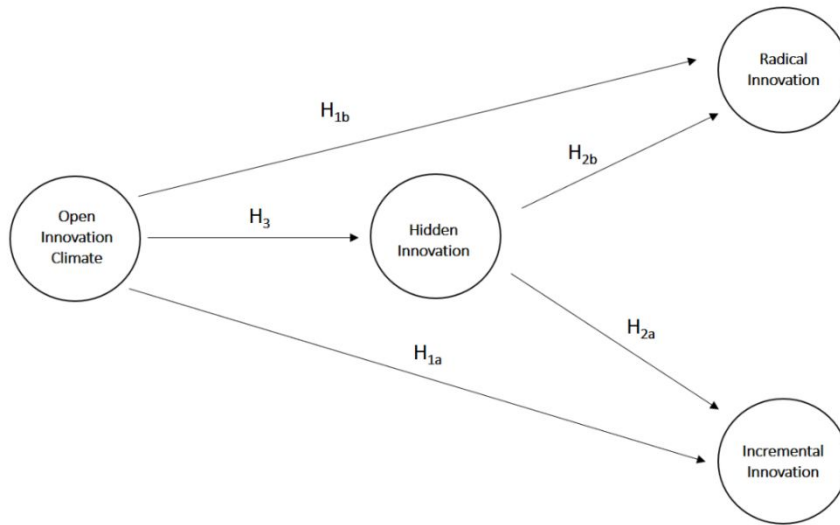 Radical
Innovation
H1b
H2b
Open
Innovation
Climate
H3
Hidden
Innovation
H2a
H1a
Incremental
Innovation